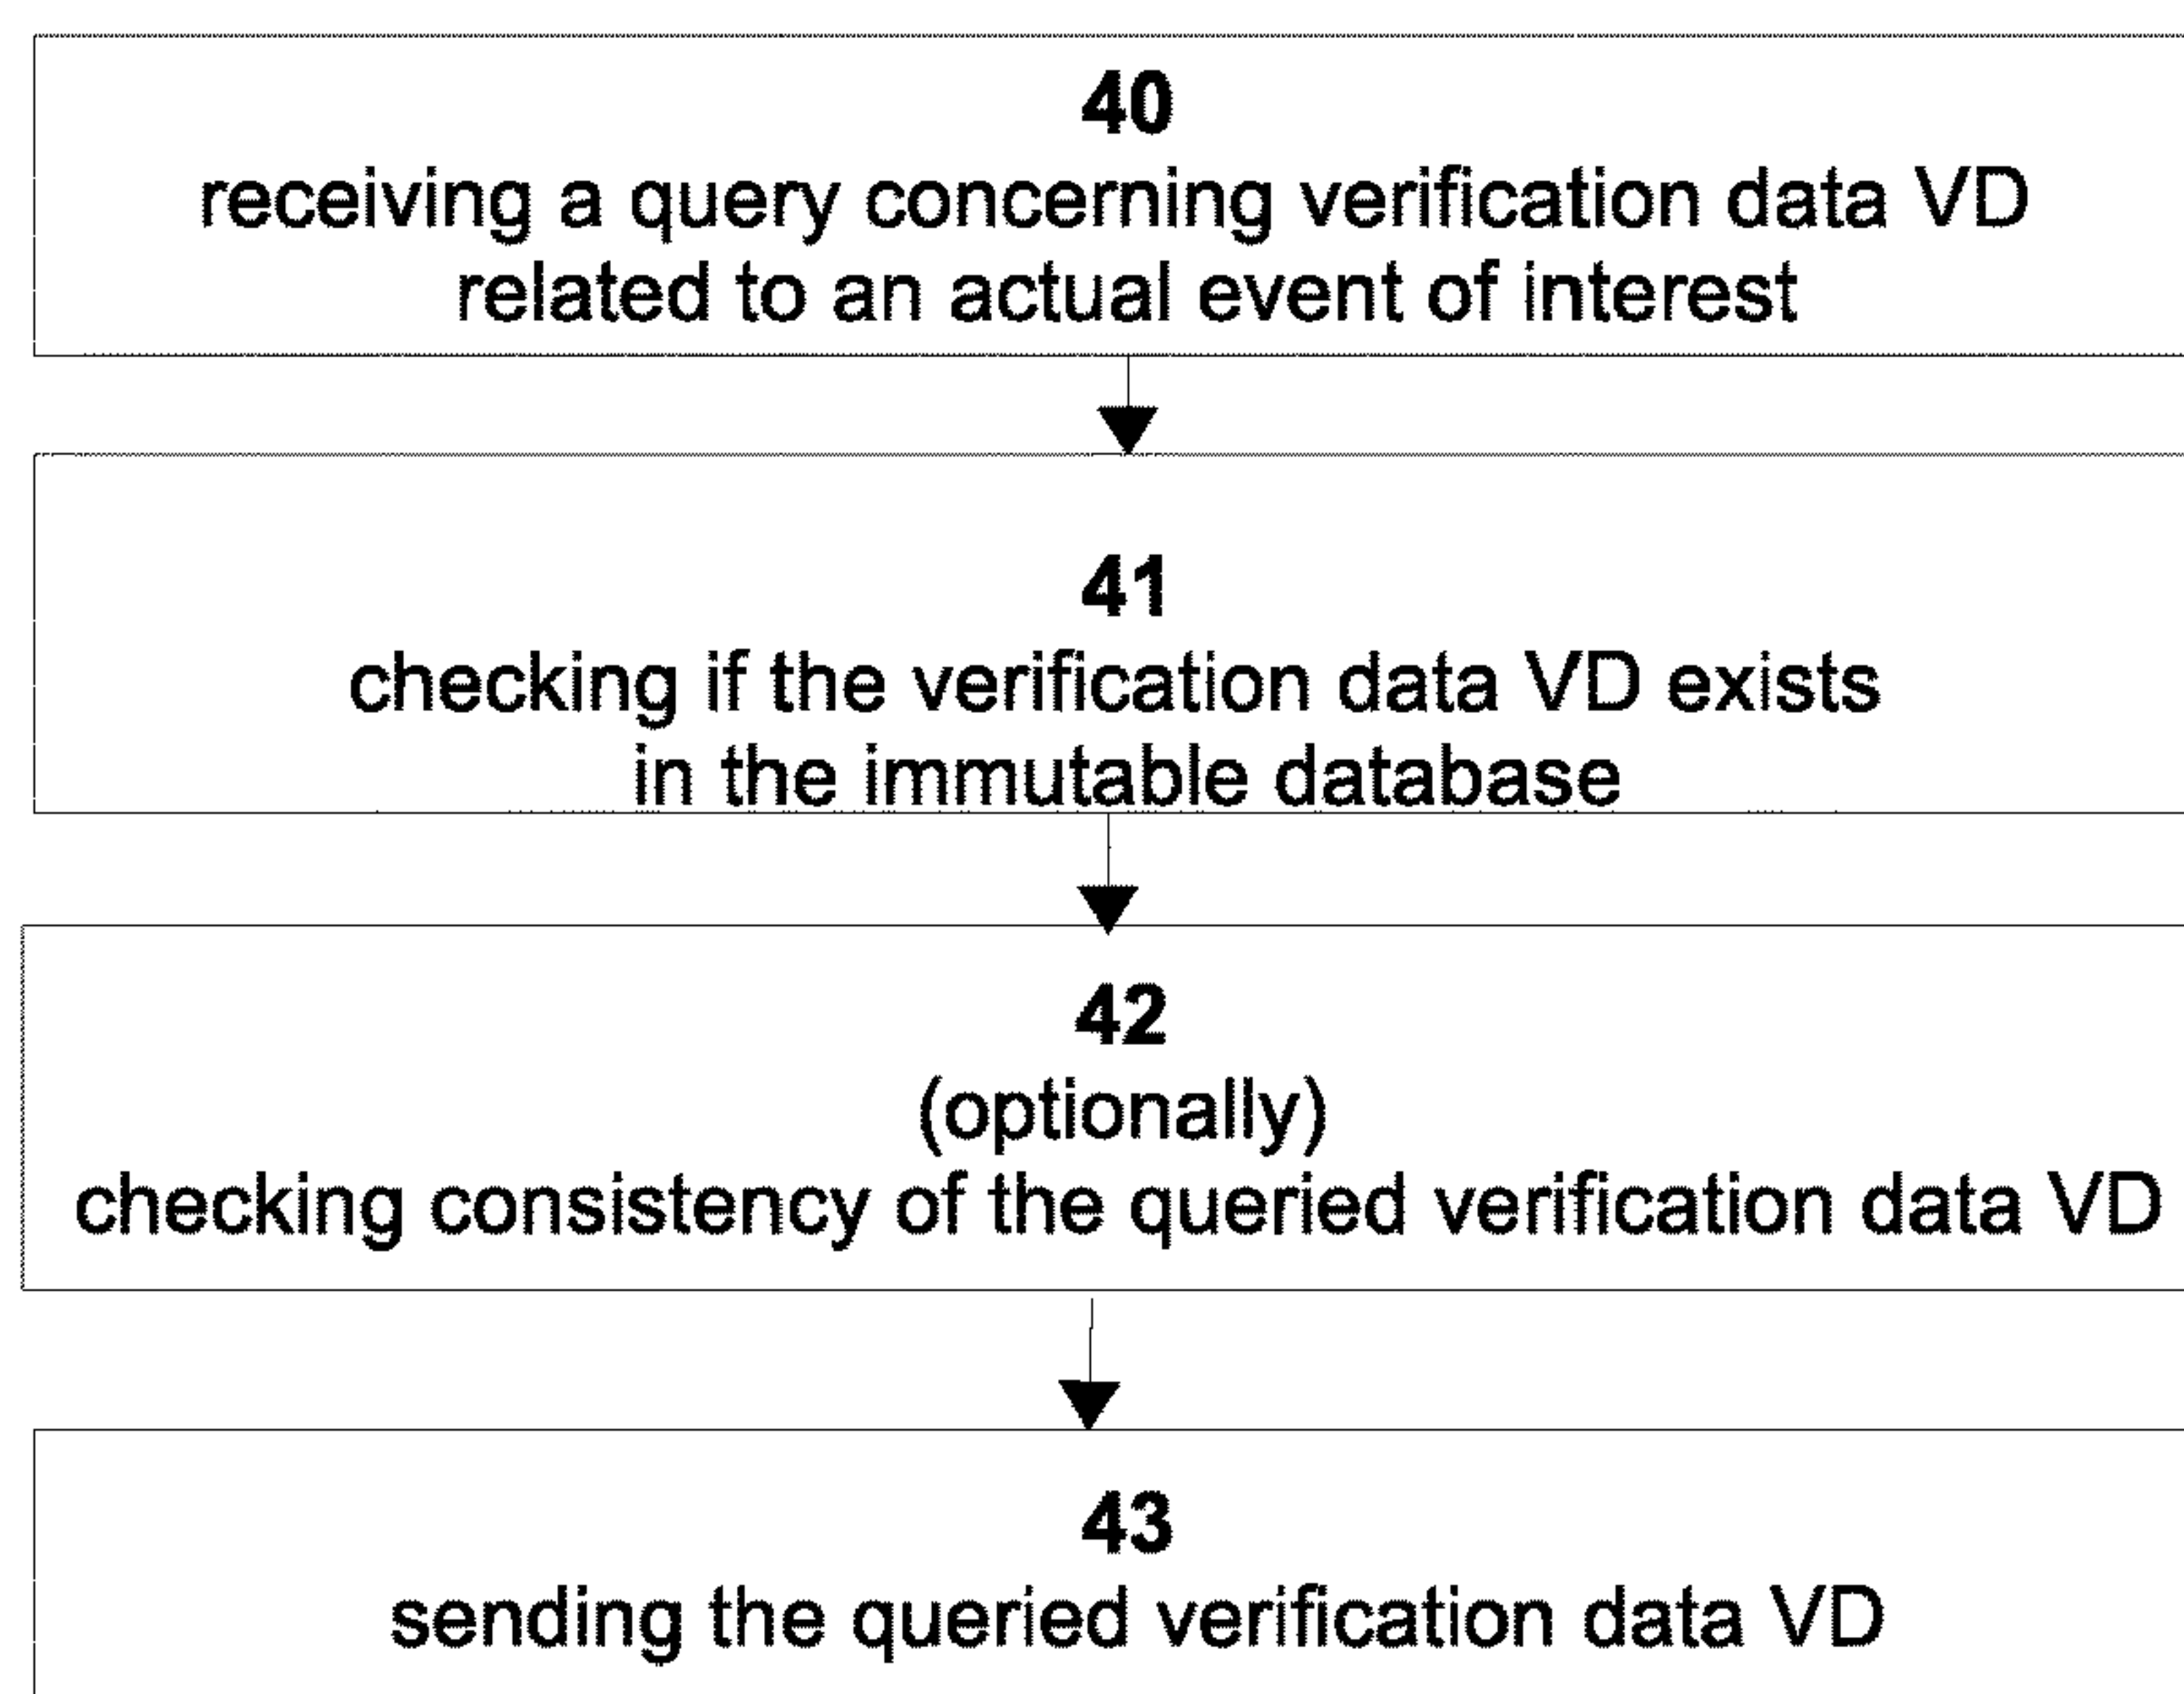 40
receiving a query concerning verification data VD
related to an actual event of interest
41
checking if the verification data VD exists
in the immutable database
42
(optionally)
checking consistency of the queried verification data VD
43
sending the queried verification data VD